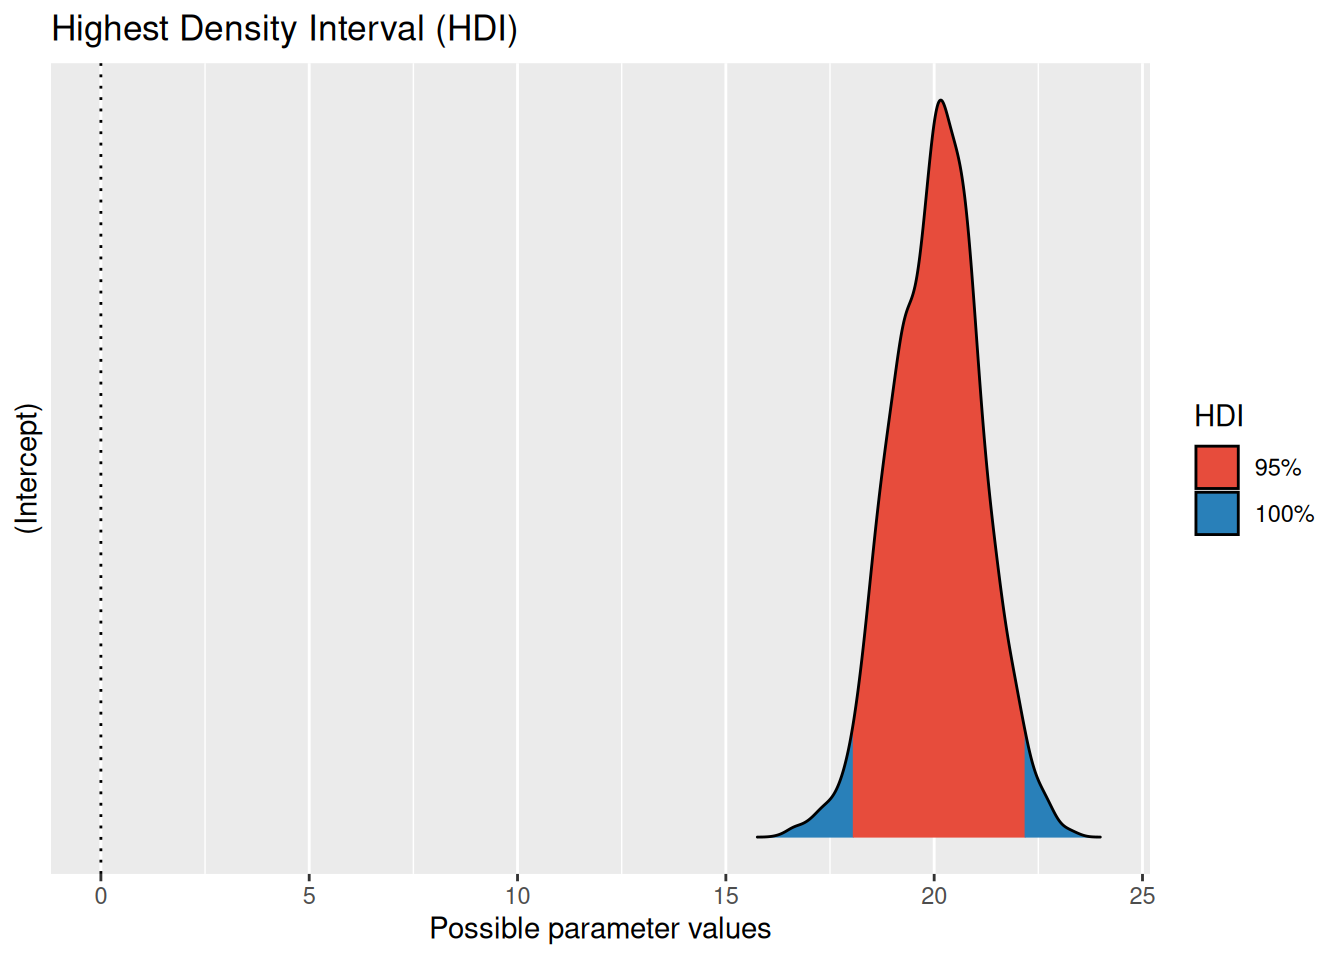 Highest Density Interval (HDI)
(Intercept)
HDI
95%
100%
0 5 10 15 20 25
Possible parameter values